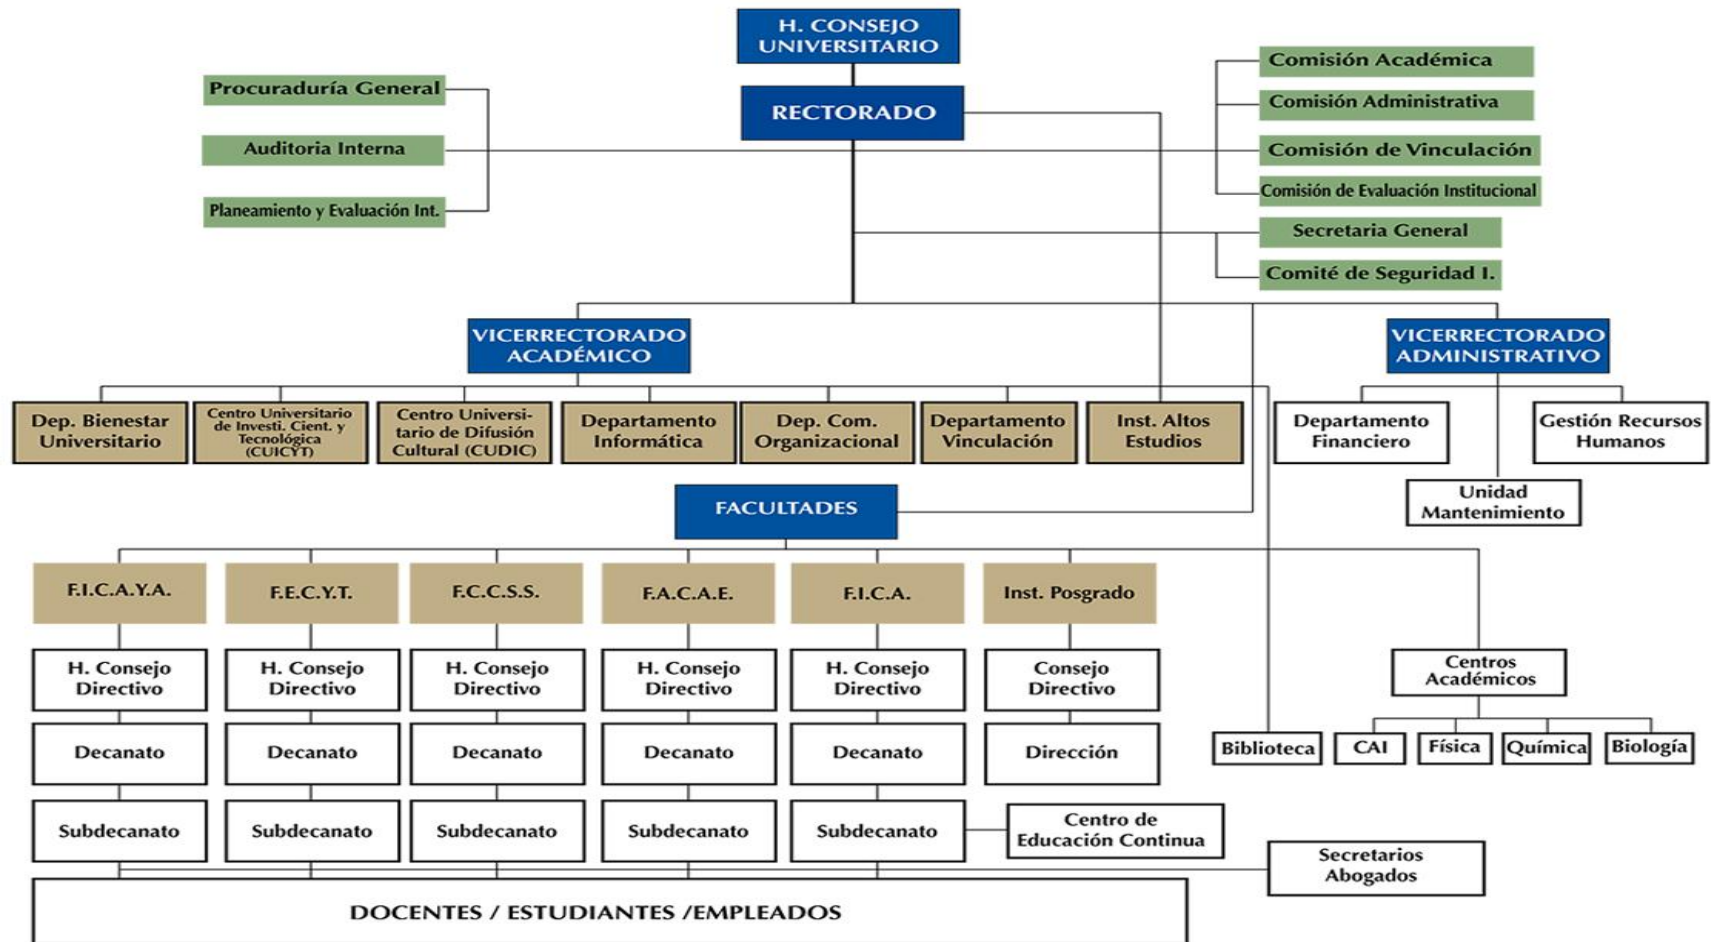 H. CONSEJO
UNIVERSITARIO
RECTORADO
Procuraduría General
Auditoria Interna
Planeamiento y Evaluación Int.
Comisión Académica
Comisión Administrativa
Comisión de Vinculación
Comisión de Evaluación Institucional
Secretaria General
Comité de Seguridad I.
VICERRECTORADO
ACADÉMICO
VICERRECTORADO
ADMINISTRATIVO
Dep. Bienestar
Universitario
Centro Universitario
de Investi. Cient. y
Tecnológica
(CUICYT)
Centro Universi-
tario de Difusión
Cultural (CUDIC)
Departamento
Informática
Dep. Com.
Organizacional
Departamento
Vinculación
Inst. Altos
Estudios
Departamento
Financiero
Gestión Recursos
Humanos
Unidad
Mantenimiento
FACULTADES
F.I.C.A.Y.A.
F.E.C.Y.T.
F.C.C.S.S.
F.A.C.A.E.
F.I.C.A.
Inst. Posgrado
H. Consejo
Directivo
H. Consejo
Directivo
H. Consejo
Directivo
H. Consejo
Directivo
H. Consejo
Directivo
Consejo
Directivo
Centros
Académicos
Decanato
Decanato
Decanato
Decanato
Decanato
Dirección
Biblioteca
CAI
Física
Química
Biología
Subdecanato
Subdecanato
Subdecanato
Subdecanato
Subdecanato
Centro de
Educación Continua
Secretarios
Abogados
DOCENTES / ESTUDIANTES /EMPLEADOS